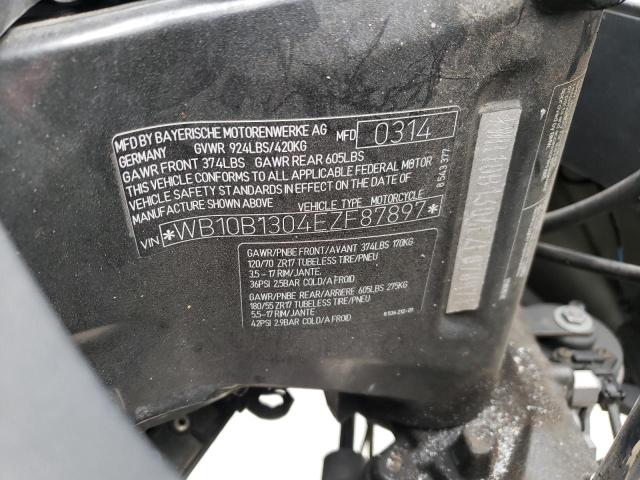 MFD BY BAYERISCHE MOTORENWERKE AG MFD 0314
GERMANY GVWR 924LBS/420KG
GAWR FRONT 374LBS GAWR REAR 605LBS
THIS VEHICLE CONFORMS TO ALL APPLICABLE FEDERAL MOTOR
VEHICLE SAFETY STANDARDS IN EFFECT ON THE DATE OF
MANUFACTURE. VEHICLE TYPE MOTORCYCLE
VIN *WB10B1304EZF87897*
8 543 377
GAWR/PNBE FRONT/AVANT 374LBS 170KG
120/70 ZR17 TUBELESS TIRE/PNEU
3.5 - 17 RIM/JANTE.
36PSI 2.5BAR COLD/A FROID
GAWR/PNBE REAR/ARRIERE 605LBS 275KG
180/55 ZR17 TUBELESS TIRE/PNEU
5.5-17 RIM/JANTE
42PSI 2.9BAR COLD/A FROID